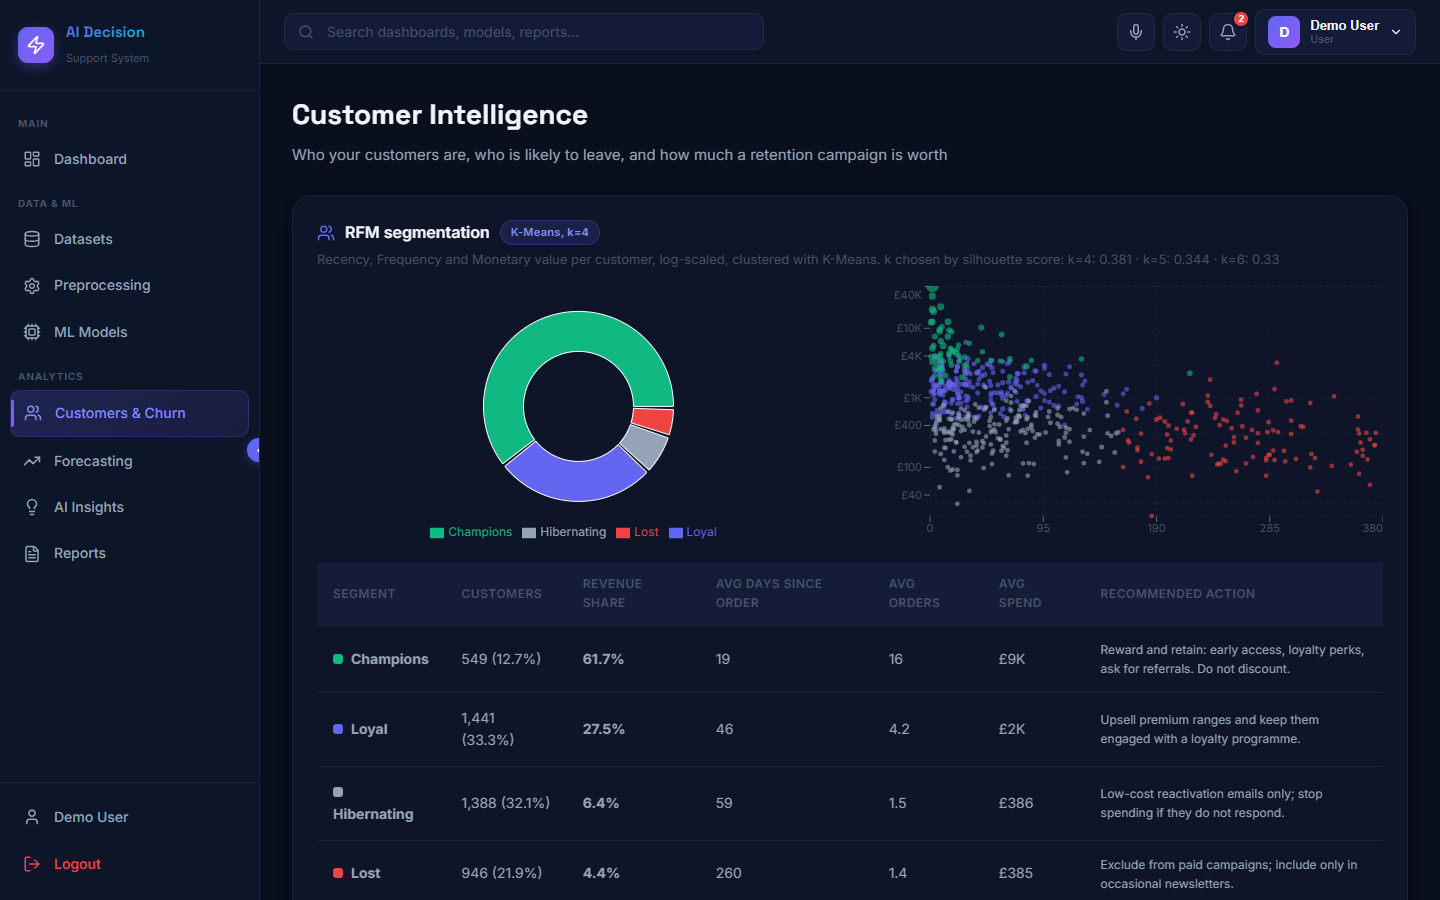 AI Decision
Support System
Search dashboards, models, reports...
2
D
Demo User
User
MAIN
Dashboard
DATA & ML
Datasets
Preprocessing
ML Models
ANALYTICS
Customers & Churn
Forecasting
AI Insights
Reports
Demo User
Logout
Customer Intelligence
Who your customers are, who is likely to leave, and how much a retention campaign is worth
RFM segmentation
K-Means, k=4
Recency, Frequency and Monetary value per customer, log-scaled, clustered with K-Means. k chosen by silhouette score: k=4: 0.381 · k=5: 0.344 · k=6: 0.33
Champions
Hibernating
Lost
Loyal
£40K
£10K
£4K
£1K
£400
£100
£40
0
95
190
285
380
SEGMENT
CUSTOMERS
REVENUE
SHARE
AVG DAYS SINCE
ORDER
AVG
ORDERS
AVG
SPEND
RECOMMENDED ACTION
Champions
549 (12.7%)
61.7%
19
16
£9K
Reward and retain: early access, loyalty perks,
ask for referrals. Do not discount.
Loyal
1,441
(33.3%)
27.5%
46
4.2
£2K
Upsell premium ranges and keep them
engaged with a loyalty programme.
Hibernating
1,388 (32.1%)
6.4%
59
1.5
£386
Low-cost reactivation emails only; stop
spending if they do not respond.
Lost
946 (21.9%)
4.4%
260
1.4
£385
Exclude from paid campaigns; include only in
occasional newsletters.